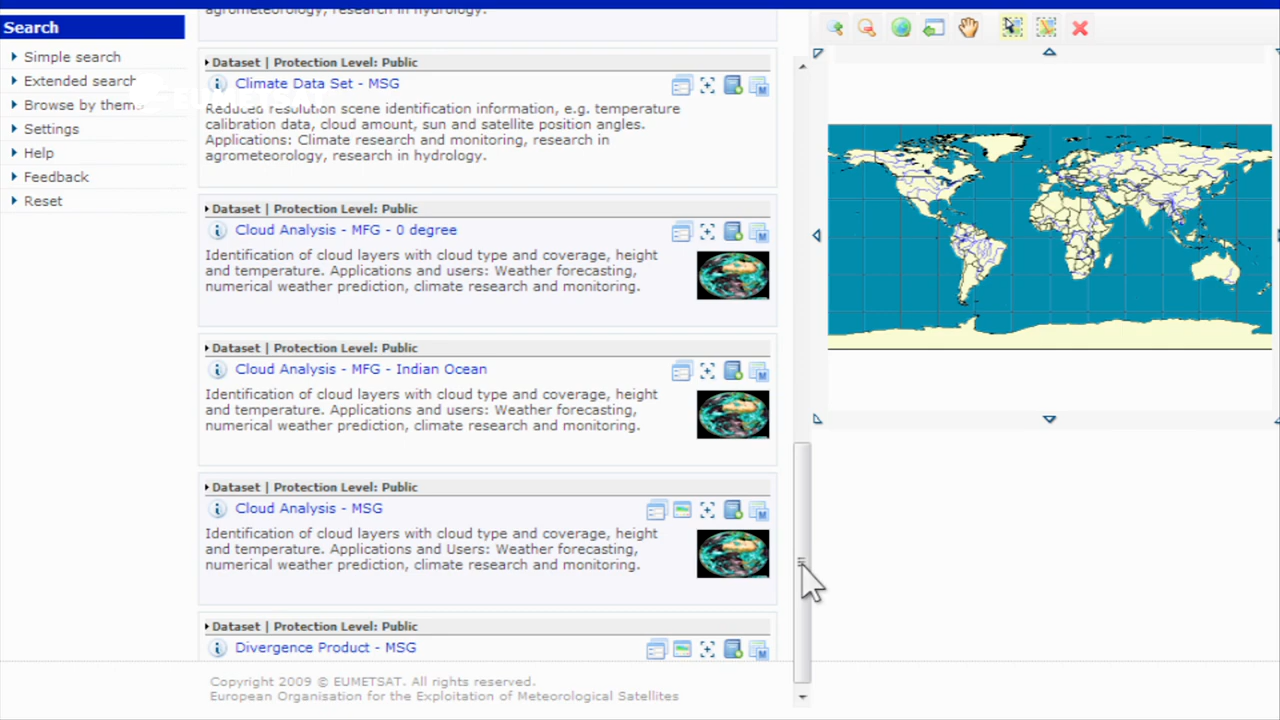 Search
Simple search
Extended search
Browse by theme
Settings
Help
Feedback
Reset
agrometeorology, research in hydrology.
Dataset | Protection Level: Public
Climate Data Set - MSG
Reduced resolution scene identification information, e.g. temperature
calibration data, cloud amount, sun and satellite position angles.
Applications: Climate research and monitoring, research in
agrometeorology, research in hydrology.
Dataset | Protection Level: Public
Cloud Analysis - MFG - 0 degree
Identification of cloud layers with cloud type and coverage, height
and temperature. Applications and users: Weather forecasting,
numerical weather prediction, climate research and monitoring.
Dataset | Protection Level: Public
Cloud Analysis - MFG - Indian Ocean
Identification of cloud layers with cloud type and coverage, height
and temperature. Applications and users: Weather forecasting,
numerical weather prediction, climate research and monitoring.
Dataset | Protection Level: Public
Cloud Analysis - MSG
Identification of cloud layers with cloud type and coverage, height
and temperature. Applications and Users: Weather forecasting,
numerical weather prediction, climate research and monitoring.
Dataset | Protection Level: Public
Divergence Product - MSG
Copyright 2009 © EUMETSAT. All rights reserved.
European Organisation for the Exploitation of Meteorological Satellites